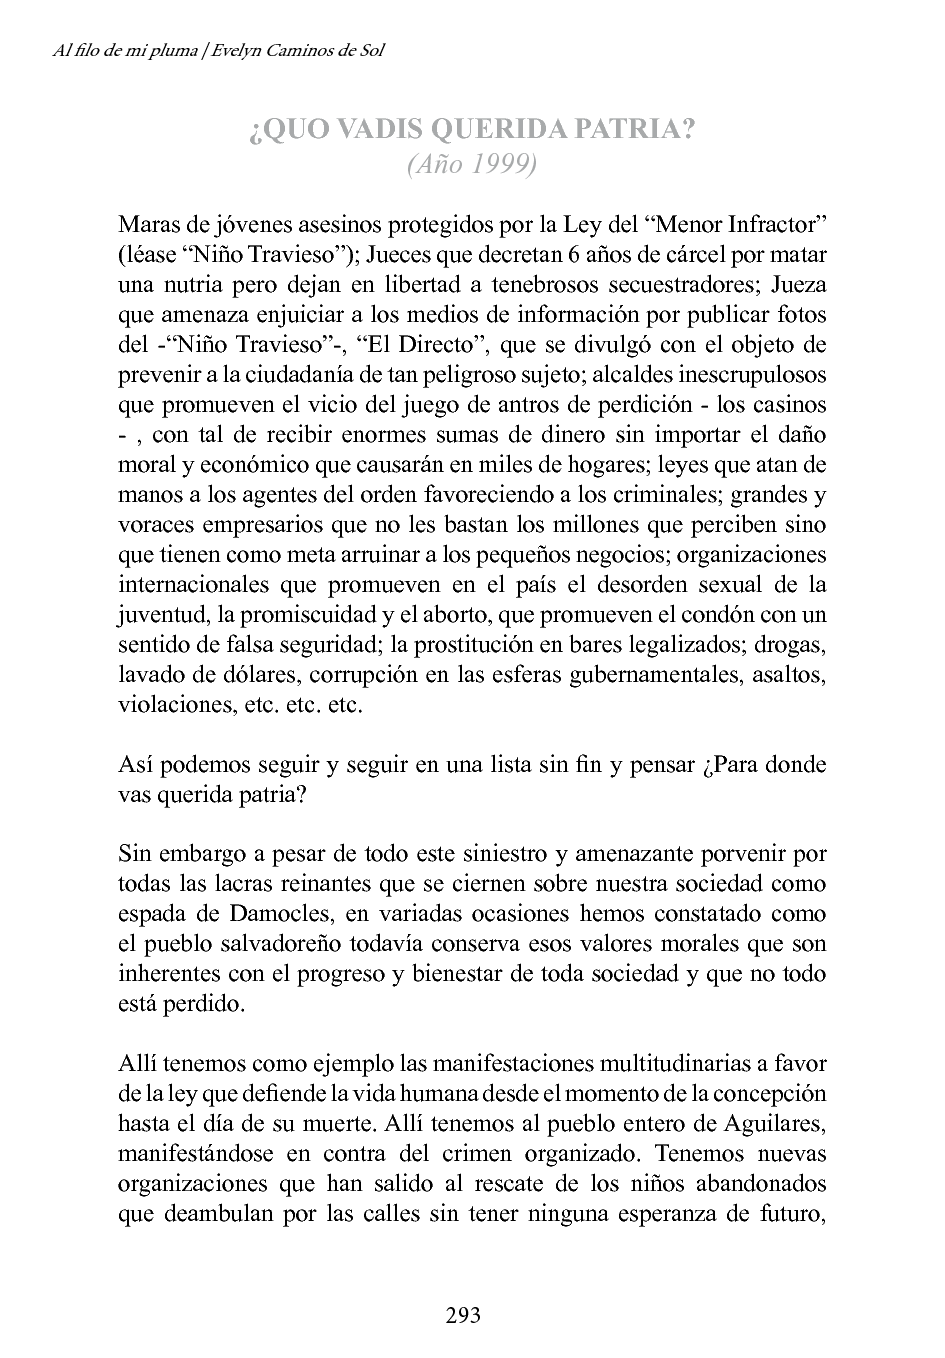 Al filo de mi pluma | Evelyn Caminos de Sol
¿QUO VADIS QUERIDA PATRIA?
(Año 1999)
Maras de jóvenes asesinos protegidos por la Ley del “Menor Infractor”
(léase “Niño Travieso”); Jueces que decretan 6 años de cárcel por matar
una nutria pero dejan en libertad a tenebrosos secuestradores; Jueza
que amenaza enjuiciar a los medios de información por publicar fotos
del -“Niño Travieso”-, “El Directo”, que se divulgó con el objeto de
prevenir a la ciudadanía de tan peligroso sujeto; alcaldes inescrupulosos
que promueven el vicio del juego de antros de perdición - los casinos
- , con tal de recibir enormes sumas de dinero sin importar el daño
moral y económico que causarán en miles de hogares; leyes que atan de
manos a los agentes del orden favoreciendo a los criminales; grandes y
voraces empresarios que no les bastan los millones que perciben sino
que tienen como meta arruinar a los pequeños negocios; organizaciones
internacionales que promueven en el país el desorden sexual de la
juventud, la promiscuidad y el aborto, que promueven el condón con un
sentido de falsa seguridad; la prostitución en bares legalizados; drogas,
lavado de dólares, corrupción en las esferas gubernamentales, asaltos,
violaciones, etc. etc. etc.
Así podemos seguir y seguir en una lista sin fin y pensar ¿Para donde
vas querida patria?
Sin embargo a pesar de todo este siniestro y amenazante porvenir por
todas las lacras reinantes que se ciernen sobre nuestra sociedad como
espada de Damocles, en variadas ocasiones hemos constatado como
el pueblo salvadoreño todavía conserva esos valores morales que son
inherentes con el progreso y bienestar de toda sociedad y que no todo
está perdido.
Allí tenemos como ejemplo las manifestaciones multitudinarias a favor
de la ley que defiende la vida humana desde el momento de la concepción
hasta el día de su muerte. Allí tenemos al pueblo entero de Aguilares,
manifestándose en contra del crimen organizado. Tenemos nuevas
organizaciones que han salido al rescate de los niños abandonados
que deambulan por las calles sin tener ninguna esperanza de futuro,
293